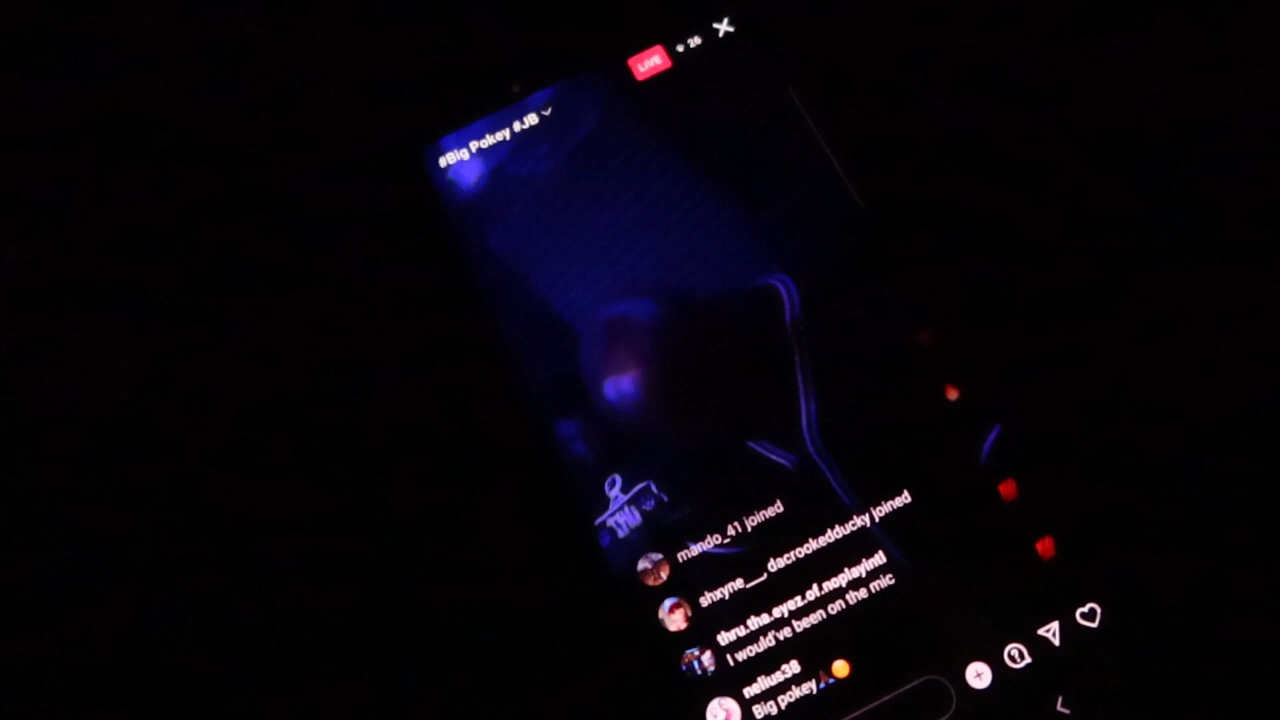 LIVE
26
#Big Pokey #JB
mando_41 joined
shxyne__, dacrookedducky joined
thru.tha.eyez.of.noplayintl
I would've been on the mic
nelius38
Big pokey🙏🏿🟡